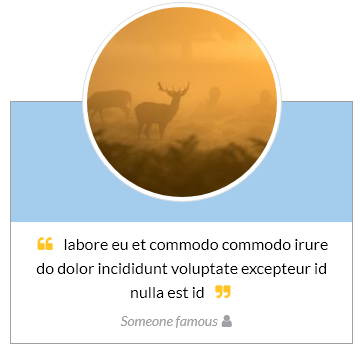 ❝ labore eu et commodo commodo irure
do dolor incididunt voluptate excepteur id
nulla est id ❞
Someone famous